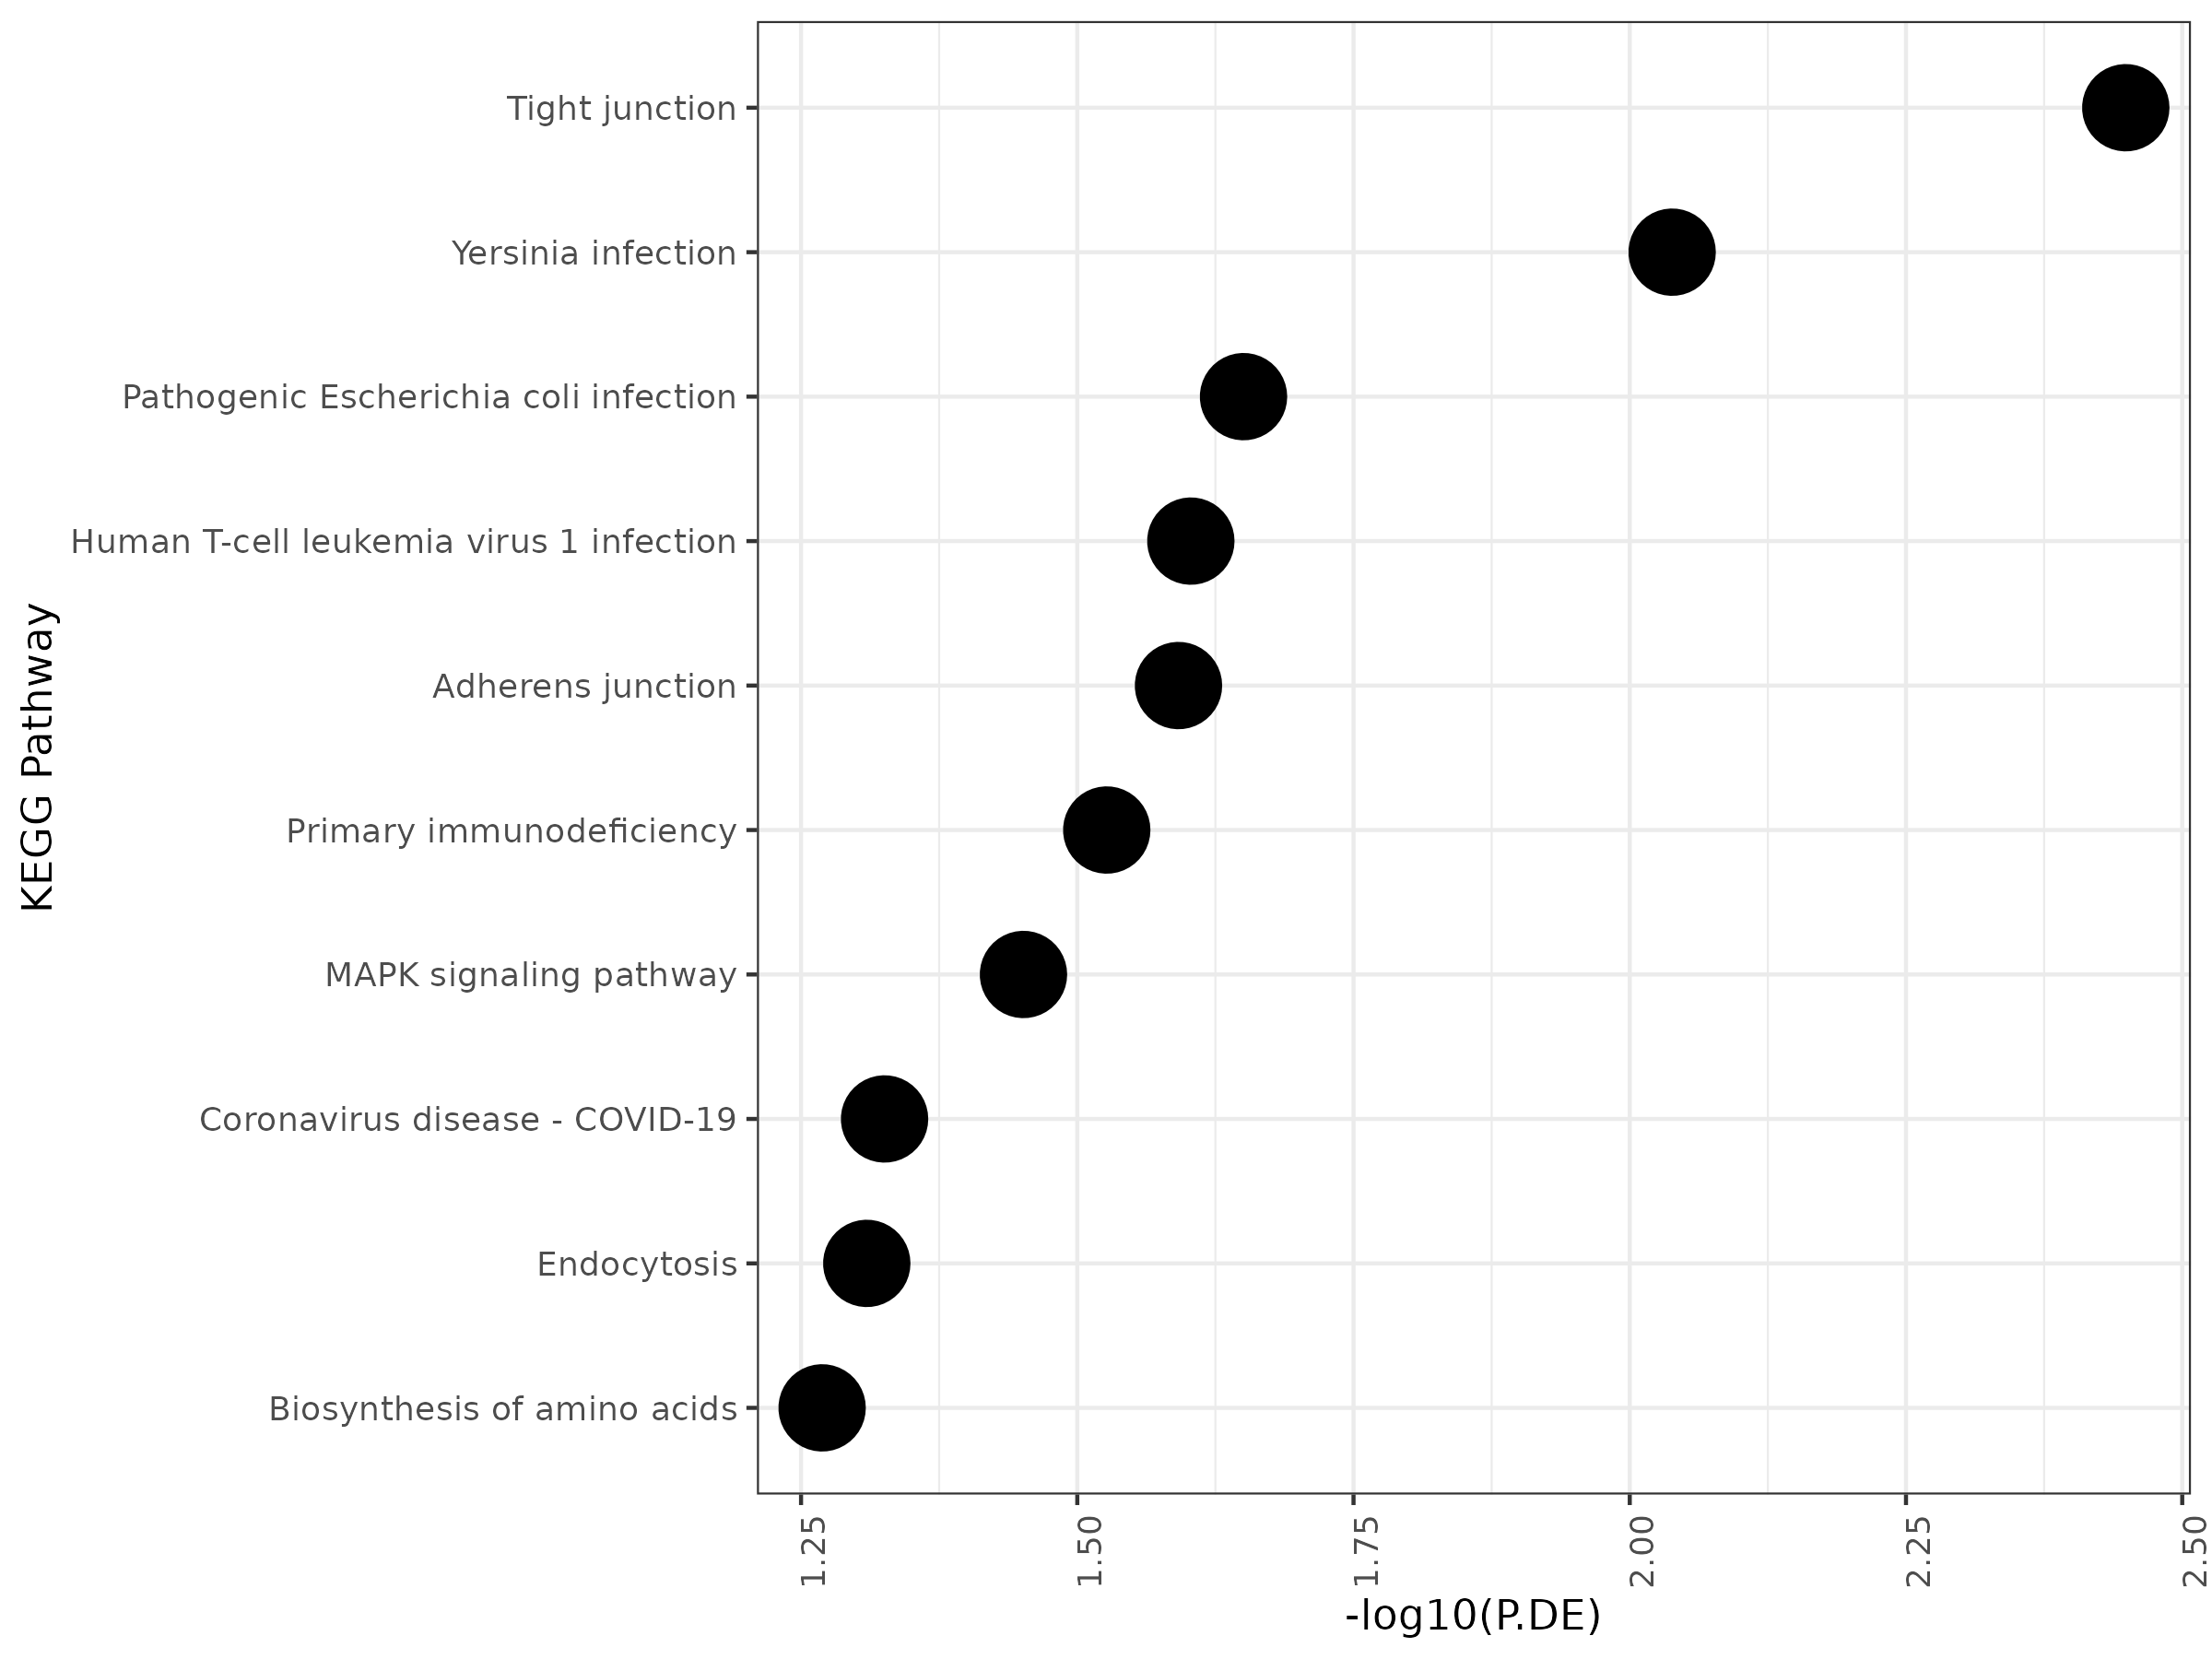 Tight junction
Yersinia infection
Pathogenic Escherichia coli infection
Human T-cell leukemia virus 1 infection
Adherens junction
Primary immunodeficiency
MAPK signaling pathway
Coronavirus disease - COVID-19
Endocytosis
Biosynthesis of amino acids
KEGG Pathway
1.25
1.50
1.75
2.00
2.25
2.50
-log10(P.DE)